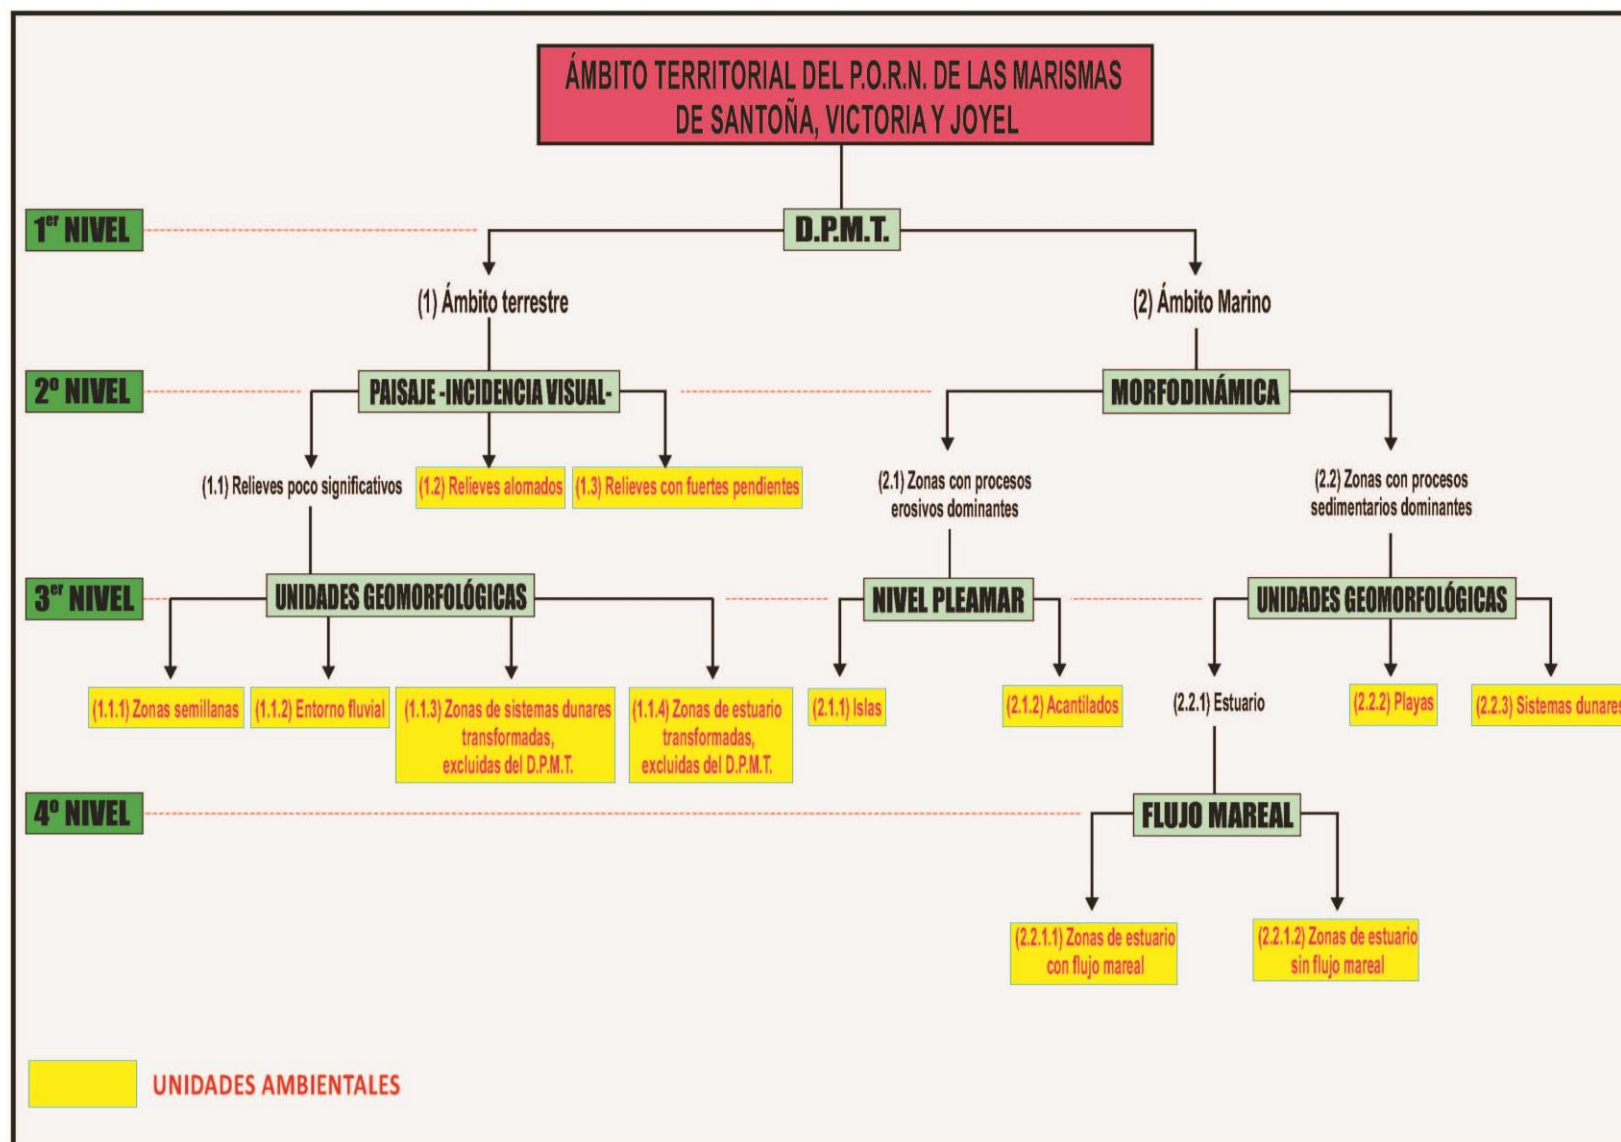 ÁMBITO TERRITORIAL DEL P.O.R.N. DE LAS MARISMAS
DE SANTOÑA, VICTORIA Y JOYEL
1er NIVEL
D.P.M.T.
(1) Ámbito terrestre
(2) Ámbito Marino
2º NIVEL
PAISAJE -INCIDENCIA VISUAL-
MORFODINÁMICA
(1.1) Relieves poco significativos
(1.2) Relieves alomados
(1.3) Relieves con fuertes pendientes
(2.1) Zonas con procesos
erosivos dominantes
(2.2) Zonas con procesos
sedimentarios dominantes
3er NIVEL
UNIDADES GEOMORFOLÓGICAS
NIVEL PLEAMAR
UNIDADES GEOMORFOLÓGICAS
(1.1.1) Zonas semillanas
(1.1.2) Entorno fluvial
(1.1.3) Zonas de sistemas dunares
transformadas,
excluidas del D.P.M.T.
(1.1.4) Zonas de estuario
transformadas,
excluidas del D.P.M.T.
(2.1.1) Islas
(2.1.2) Acantilados
(2.2.1) Estuario
(2.2.2) Playas
(2.2.3) Sistemas dunares
4º NIVEL
FLUJO MAREAL
(2.2.1.1) Zonas de estuario
con flujo mareal
(2.2.1.2) Zonas de estuario
sin flujo mareal
UNIDADES AMBIENTALES